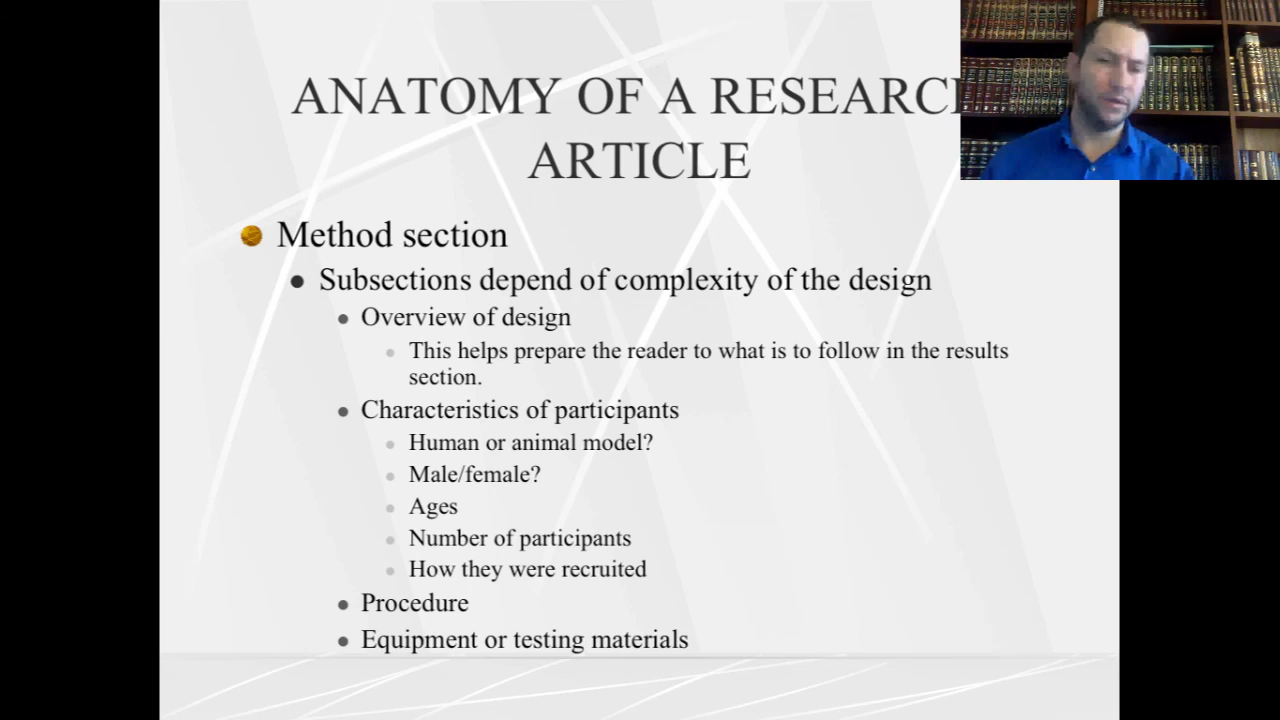 ANATOMY OF A RESEARCH
ARTICLE
Method section
Subsections depend of complexity of the design
Overview of design
This helps prepare the reader to what is to follow in the results
section.
Characteristics of participants
Human or animal model?
Male/female?
Ages
Number of participants
How they were recruited
Procedure
Equipment or testing materials